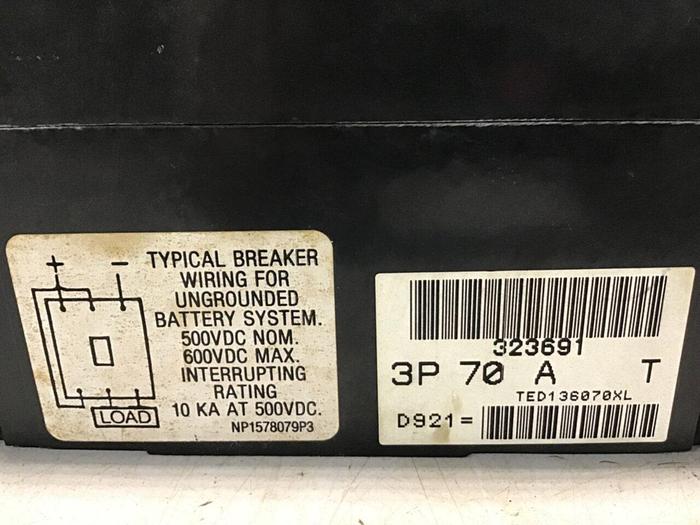 + − TYPICAL BREAKER
WIRING FOR
UNGROUNDED
BATTERY SYSTEM.
500VDC NOM.
600VDC MAX.
INTERRUPTING
RATING
10 KA AT 500VDC.
NP1578079P3
LOAD
323691
3P 70 A T
TED136070XL
D921=